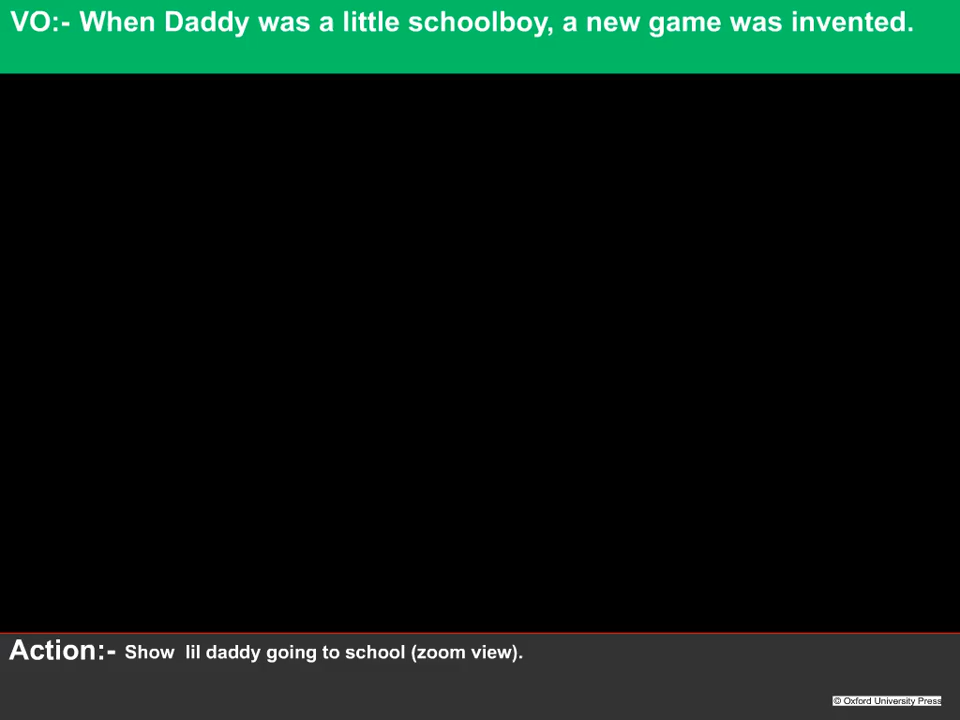 VO:- When Daddy was a little schoolboy, a new game was invented.
Action:- Show lil daddy going to school (zoom view).
© Oxford University Press